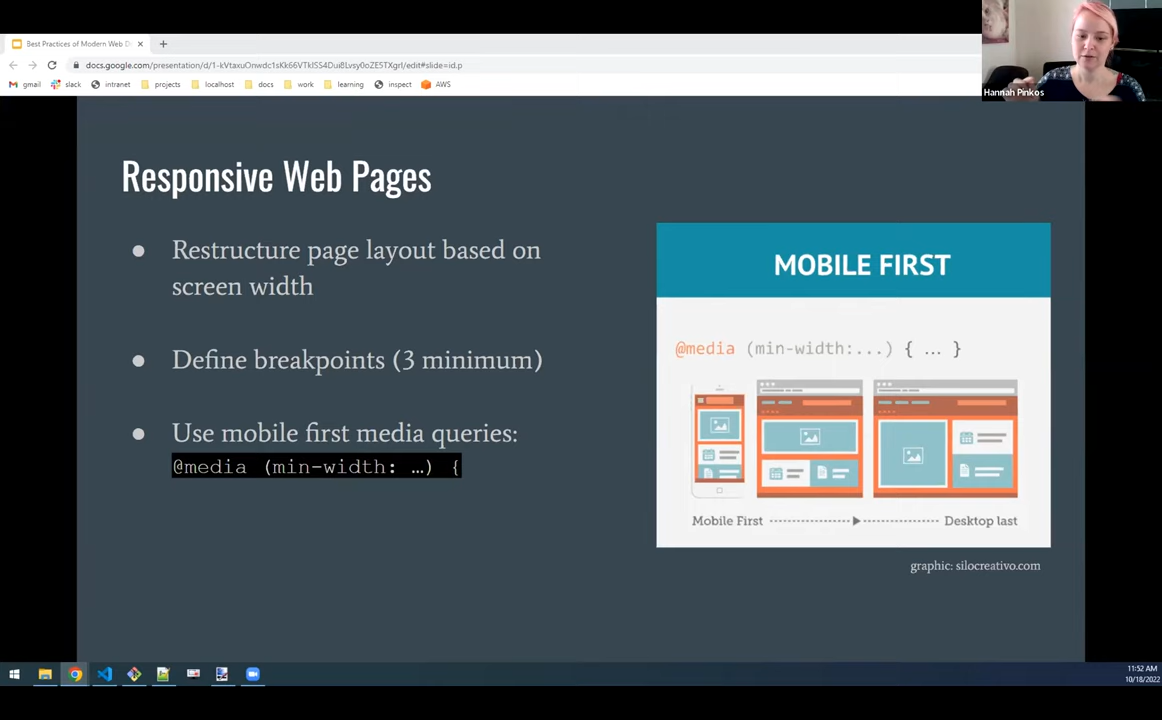 Best Practices of Modern Web D
docs.google.com/presentation/d/1-kVtaxuOnwdc1sKk66VTkISS4Dui8Lvsy0oZE5TXgrI/edit#slide=id.p
gmail slack intranet projects localhost docs work learning inspect AWS
Hannah Pinkos
Responsive Web Pages
● Restructure page layout based on
screen width
● Define breakpoints (3 minimum)
● Use mobile first media queries:
@media (min-width: …) {
MOBILE FIRST
@media (min-width:...) { ... }
Mobile First
Desktop last
graphic: silocreativo.com
11:52 AM
10/18/2022